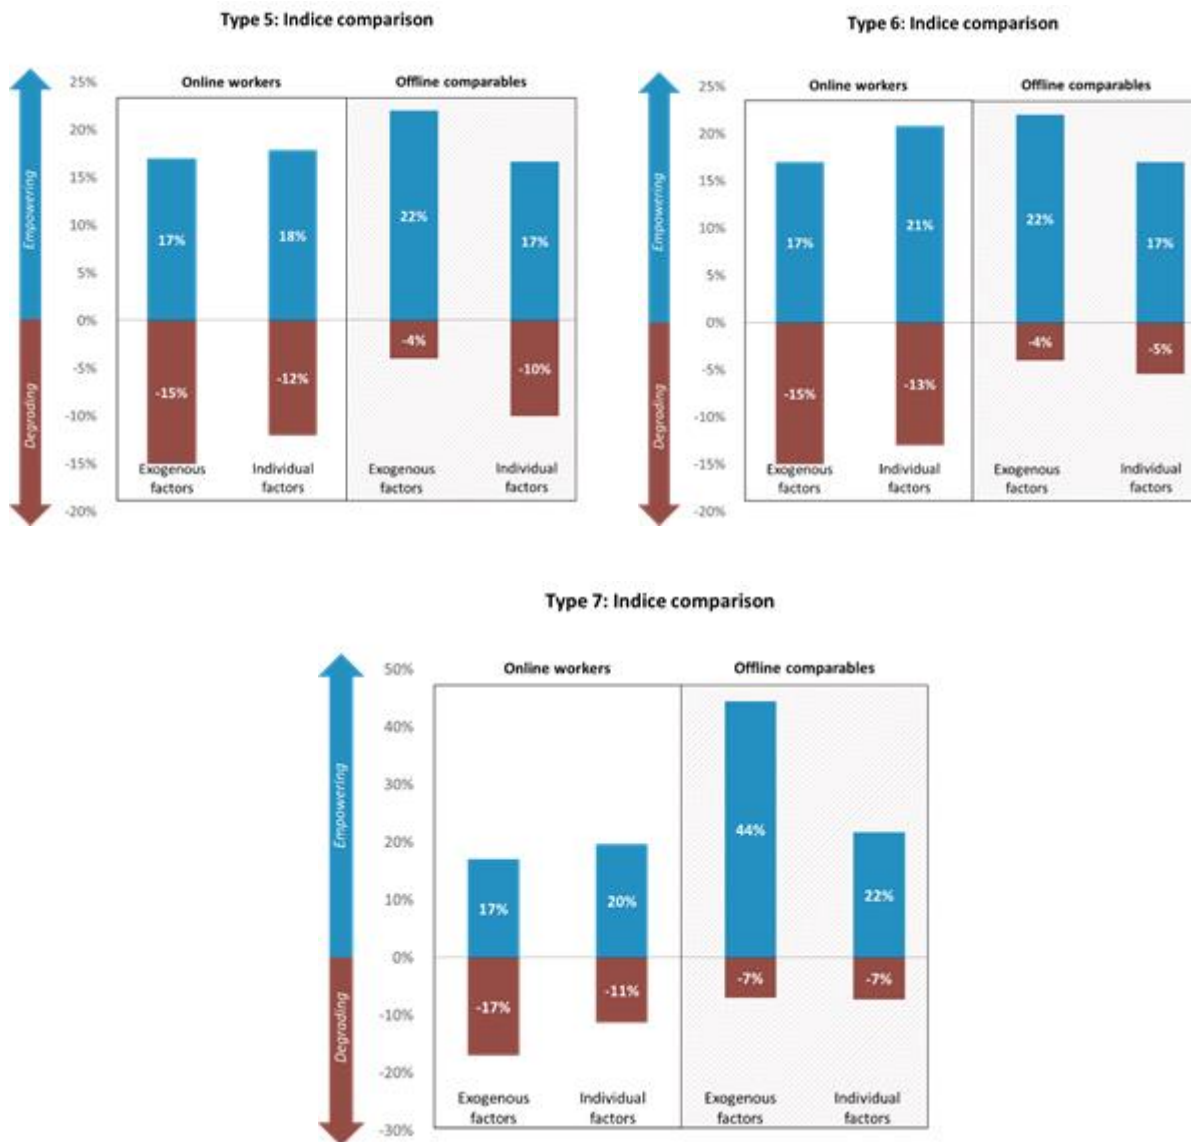 Type 5: Indice comparison
Online workers
Offline comparables
Empowering
Degrading
25%
20%
15%
10%
5%
0%
-5%
-10%
-15%
-20%
17%
18%
22%
17%
-15%
-12%
-4%
-10%
Exogenous factors
Individual factors
Exogenous factors
Individual factors
Type 6: Indice comparison
Online workers
Offline comparables
Empowering
Degrading
25%
20%
15%
10%
5%
0%
-5%
-10%
-15%
-20%
17%
21%
22%
17%
-15%
-13%
-4%
-5%
Exogenous factors
Individual factors
Exogenous factors
Individual factors
Type 7: Indice comparison
Online workers
Offline comparables
Empowering
Degrading
50%
40%
30%
20%
10%
0%
-10%
-20%
-30%
17%
20%
44%
22%
-17%
-11%
-7%
-7%
Exogenous factors
Individual factors
Exogenous factors
Individual factors